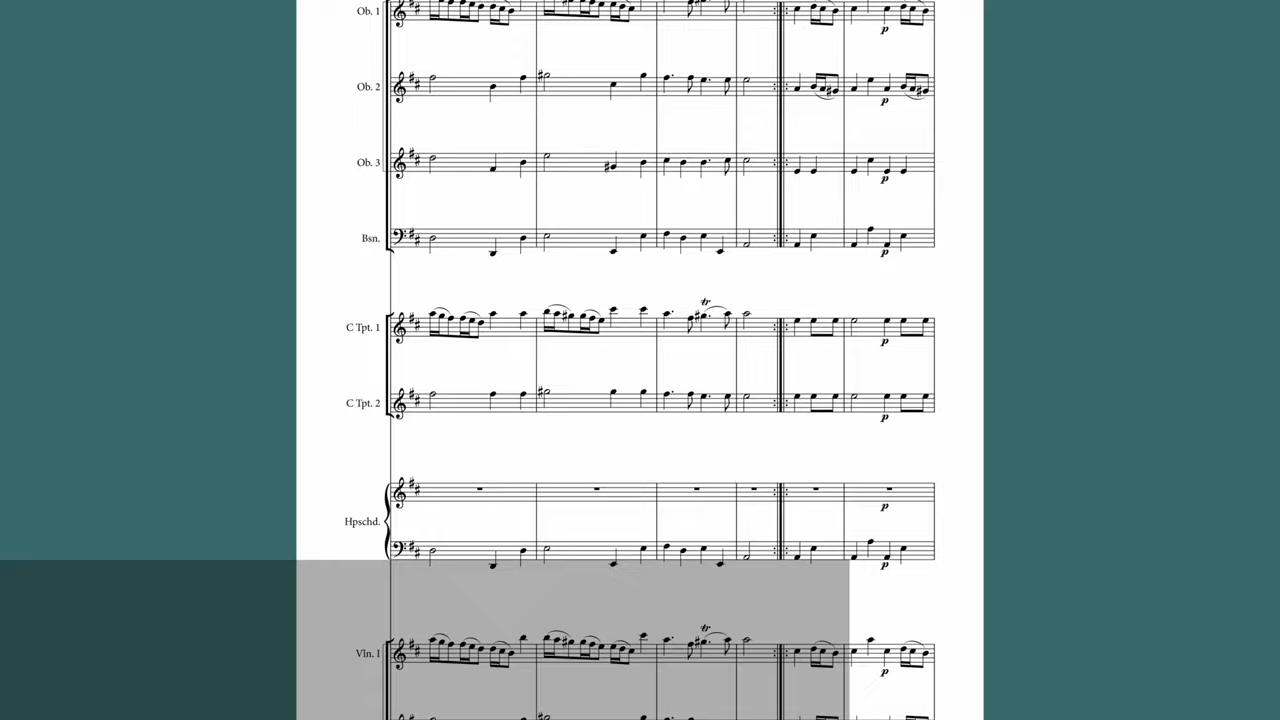 Ob. 1
p
Ob. 2
p
Ob. 3
p
Bsn.
p
tr
C Tpt. 1
p
C Tpt. 2
p
p
Hpschd.
p
tr
Vln. I
p